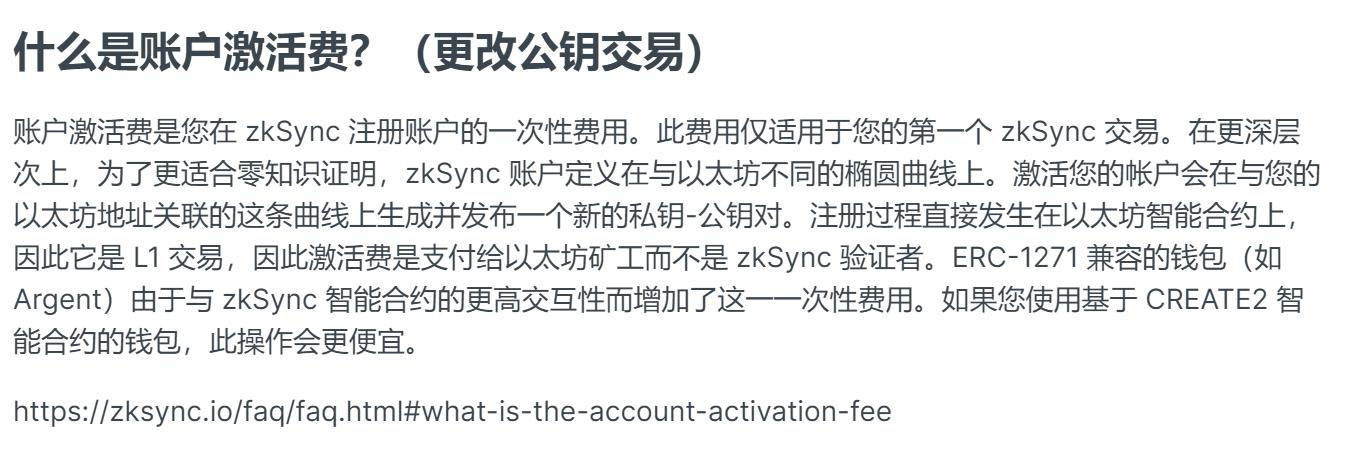 什么是账户激活费？（更改公钥交易）
账户激活费是您在 zkSync 注册账户的一次性费用。此费用仅适用于您的第一个 zkSync 交易。在更深层
次上，为了更适合零知识证明，zkSync 账户定义在与以太坊不同的椭圆曲线上。激活您的帐户会在与您的
以太坊地址关联的这条曲线上生成并发布一个新的私钥-公钥对。注册过程直接发生在以太坊智能合约上，
因此它是 L1 交易，因此激活费是支付给以太坊矿工而不是 zkSync 验证者。ERC-1271 兼容的钱包（如
Argent）由于与 zkSync 智能合约的更高交互性而增加了这一一次性费用。如果您使用基于 CREATE2 智
能合约的钱包，此操作会更便宜。
https://zksync.io/faq/faq.html#what-is-the-account-activation-fee